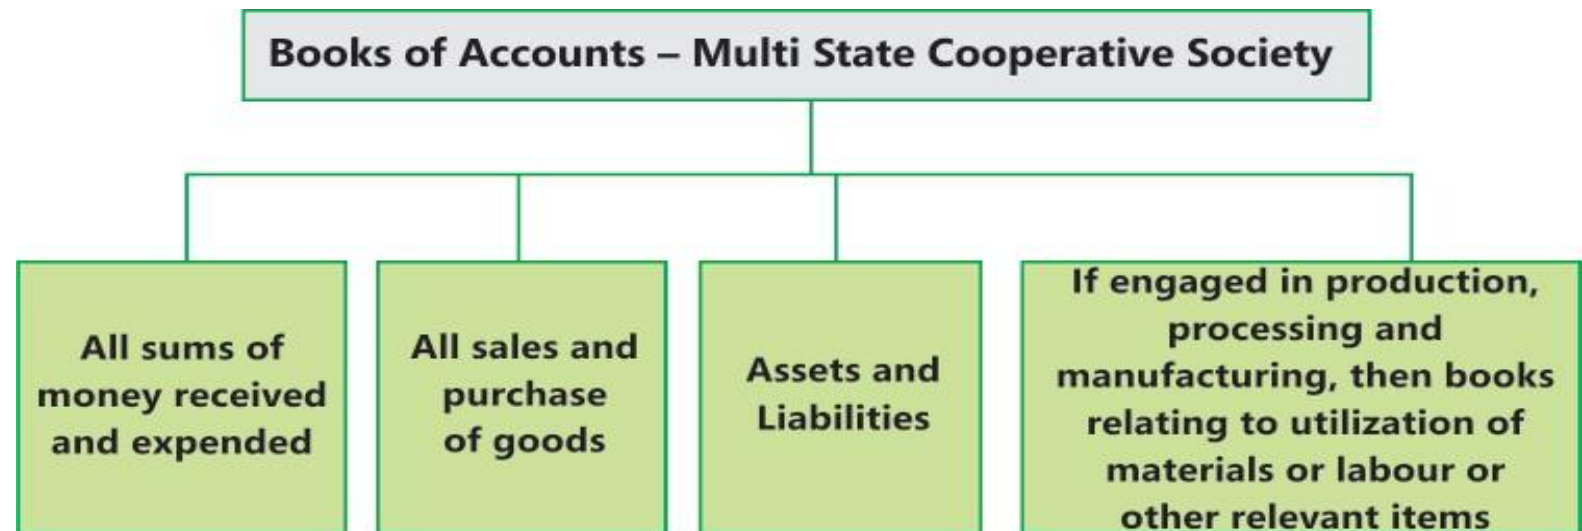 Books of Accounts – Multi State Cooperative Society
All sums of
money received
and expended
All sales and
purchase
of goods
Assets and
Liabilities
If engaged in production,
processing and
manufacturing, then books
relating to utilization of
materials or labour or
other relevant items